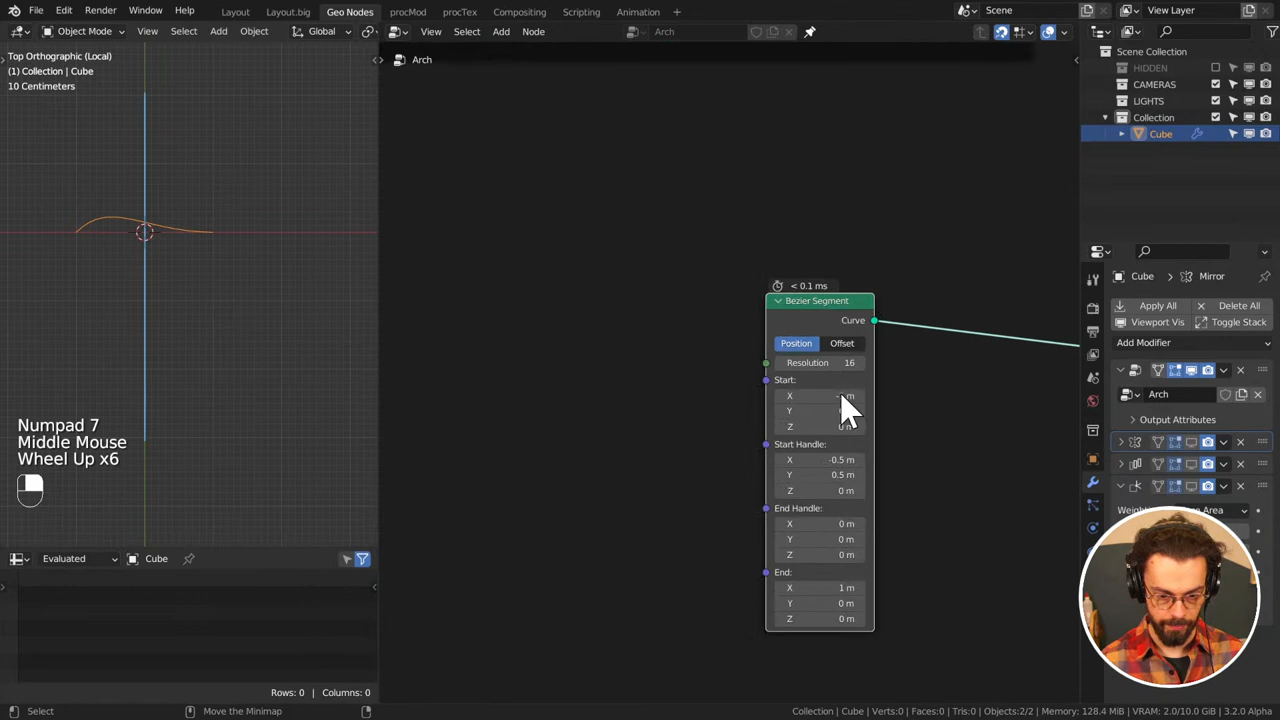 File Edit Render Window Help Layout Layout.big Geo Nodes procMod procTex Compositing Scripting Animation + Scene View Layer
Object Mode View Select Add Object Global View Select Add Node Arch
Top Orthographic (Local)
(1) Collection | Cube
10 Centimeters
Arch
Scene Collection
HIDDEN
CAMERAS
LIGHTS
Collection
Cube
< 0.1 ms
Bezier Segment
Curve
Position Offset
Resolution 16
Start:
X m
Y
Z 0 m
Start Handle:
X -0.5 m
Y 0.5 m
Z 0 m
End Handle:
X 0 m
Y 0 m
Z 0 m
End:
X 1 m
Y 0 m
Z 0 m
Cube Mirror
Apply All Delete All
Viewport Vis Toggle Stack
Add Modifier
Arch
Output Attributes
Numpad 7
Middle Mouse
Wheel Up x6
Evaluated Cube
Rows: 0 | Columns: 0
Select Move the Minimap Collection | Cube | Verts:0 | Faces:0 | Tris:0 | Objects:2/2 | Memory: 128.4 MiB | VRAM: 2.0/10.0 GiB | 3.2.0 Alpha